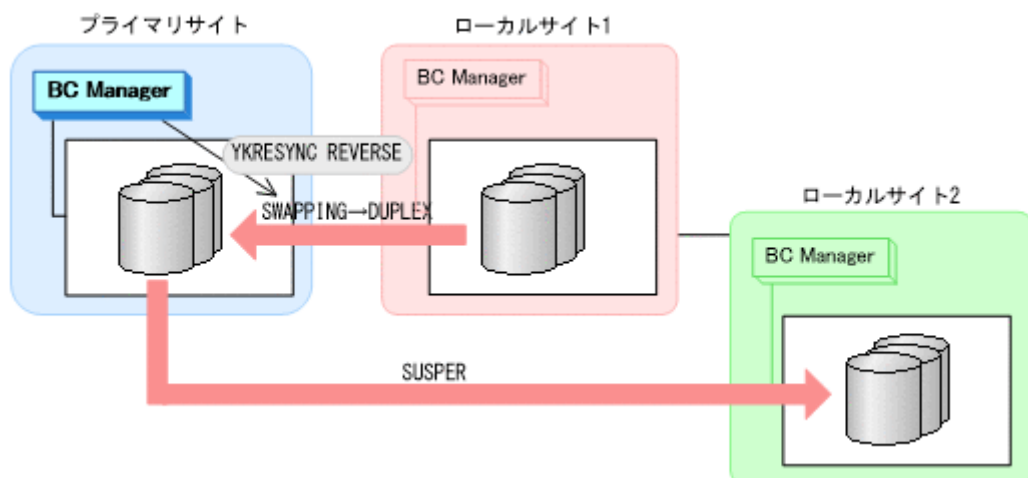 プライマリサイト
ローカルサイト1
BC Manager
BC Manager
YKRESYNC REVERSE
SWAPPING→DUPLEX
ローカルサイト2
BC Manager
SUSPER